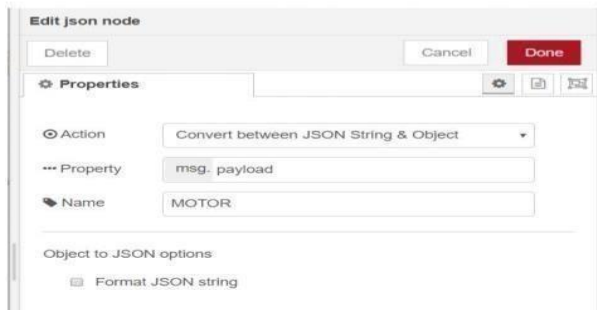 Edit json node
Delete Cancel Done
Properties
Action Convert between JSON String & Object
Property msg. payload
Name MOTOR
Object to JSON options
Format JSON string